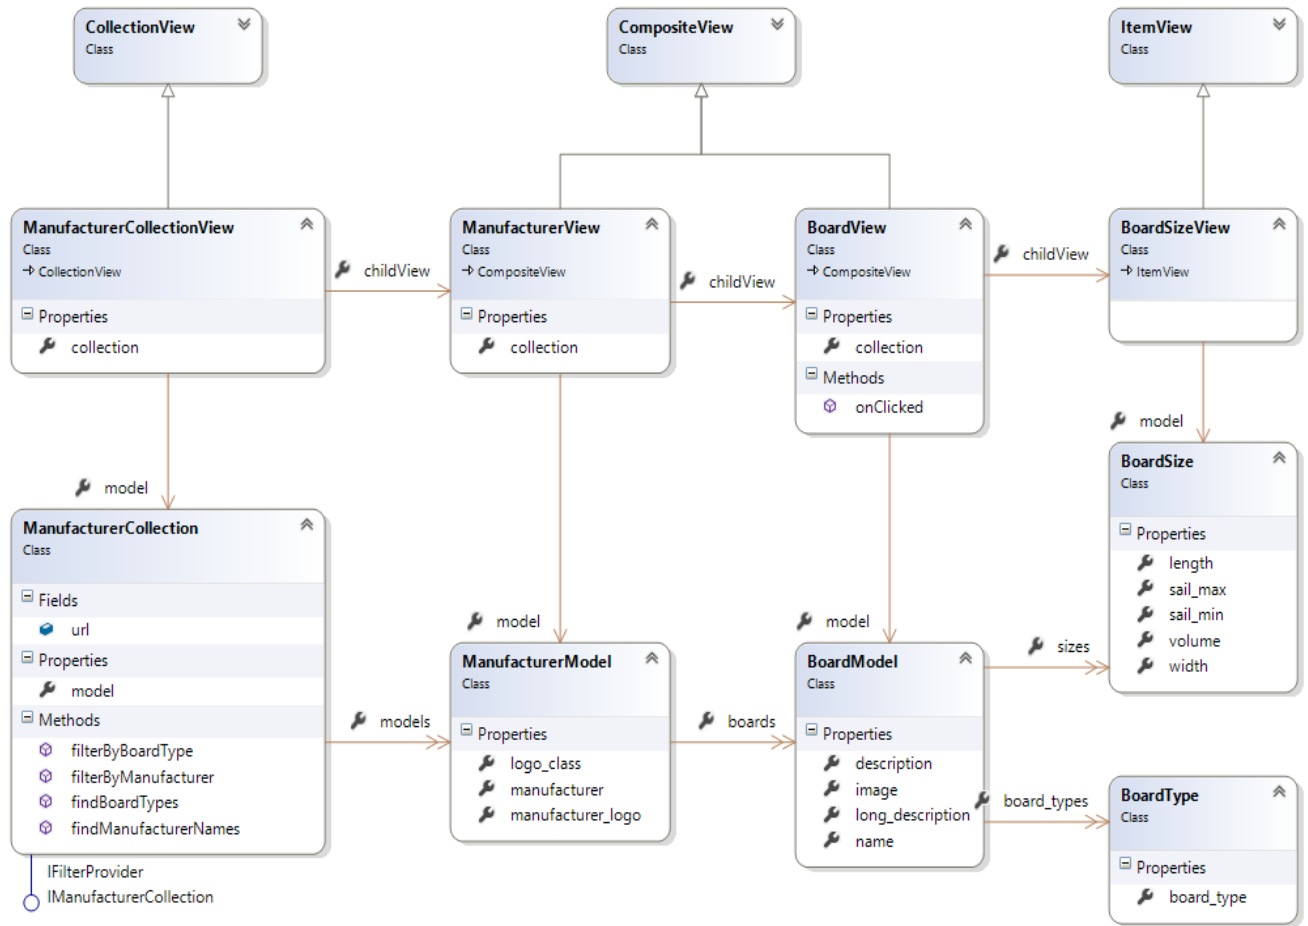 CollectionView
Class
CompositeView
Class
ItemView
Class
ManufacturerCollectionView
Class
CollectionView
Properties
collection
childView
ManufacturerView
Class
CompositeView
Properties
collection
childView
BoardView
Class
CompositeView
Properties
collection
Methods
onClicked
childView
BoardSizeView
Class
ItemView
model
model
model
model
ManufacturerCollection
Class
Fields
url
Properties
model
Methods
filterByBoardType
filterByManufacturer
findBoardTypes
findManufacturerNames
IFilterProvider
IManufacturerCollection
models
ManufacturerModel
Class
Properties
logo_class
manufacturer
manufacturer_logo
boards
BoardModel
Class
Properties
description
image
long_description
name
sizes
board_types
BoardSize
Class
Properties
length
sail_max
sail_min
volume
width
BoardType
Class
Properties
board_type